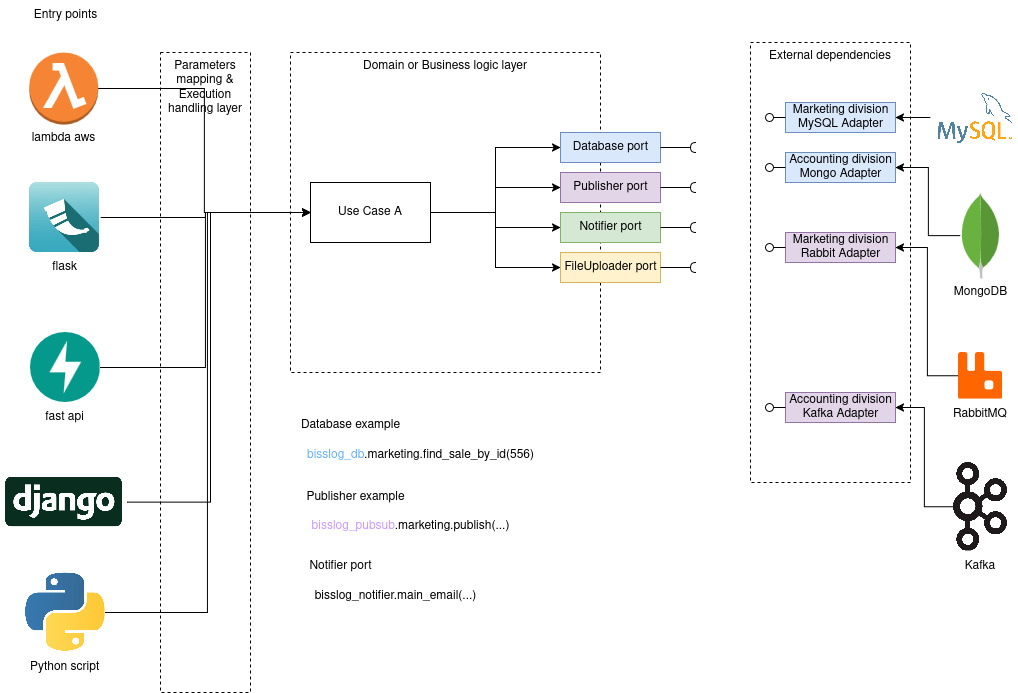 Entry points
lambda aws
flask
fast api
django
Python script
Parameters
mapping &
Execution
handling layer
Domain or Business logic layer
Use Case A
Database port
Publisher port
Notifier port
FileUploader port
Database example
bisslog_db.marketing.find_sale_by_id(556)
Publisher example
bisslog_pubsub.marketing.publish(...)
Notifier port
bisslog_notifier.main_email(...)
External dependencies
Marketing division
MySQL Adapter
Accounting division
Mongo Adapter
Marketing division
Rabbit Adapter
Accounting division
Kafka Adapter
MySQL
MongoDB
RabbitMQ
Kafka